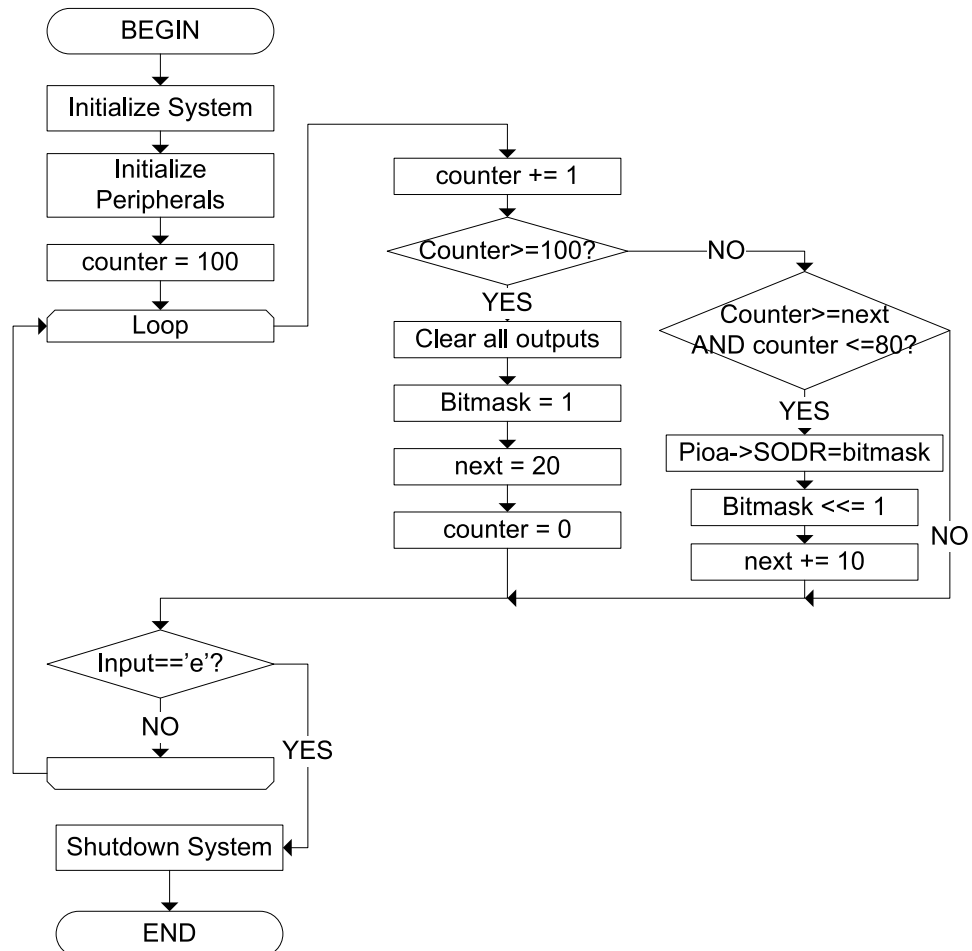 BEGIN
Initialize System
Initialize
Peripherals
counter = 100
Loop
counter += 1
Counter>=100?
NO
YES
Clear all outputs
Bitmask = 1
next = 20
counter = 0
Counter>=next
AND counter <=80?
YES
Pioa->SODR=bitmask
Bitmask <<= 1
next += 10
NO
Input==’e’?
NO
YES
Shutdown System
END